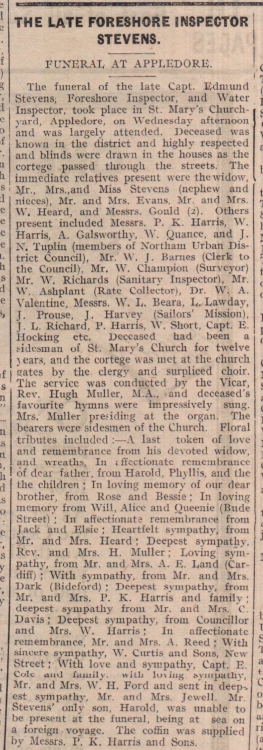 THE LATE FORESHORE INSPECTOR
STEVENS.
FUNERAL AT APPLEDORE.
The funeral of the late Capt. Edmund
Stevens, Foreshore Inspector, and Water
Inspector, took place in St. Mary's Church-
yard, Appledore, on Wednesday afternoon
and was largely attended. Deceased was
known in the district and highly respected
and blinds were drawn in the houses as the
cortege passed through the streets. The
immediate relatives present were the widow,
Mr., Mrs., and Miss Stevens (nephew and
nieces), Mr. and Mrs. Evans, Mr. and Mrs.
W. Heard, and Messrs. Gould (2). Others
present included Messrs. P. K. Harris, W.
Harris, A. Galsworthy, W. Quance, and J.
N. Tuplin (members of Northam Urban Dis-
trict Council), Mr. W. J. Barnes (Clerk to
the Council), Mr. W. Champion (Surveyor)
Mr. W. Richards (Sanitary Inspector), Mr.
W. Ashplant (Rate Collector), Dr. W. A.
Valentine, Messrs. W. L. Beara, L. Lawday,
J. Prouse, J. Harvey (Sailors' Mission),
J. L. Richard, P. Harris, W. Short, Capt. E.
Hocking etc. Deceased had been a
sidesman of St. Mary's Church for twelve
years, and the cortege was met at the church
gates by the clergy and surpliced choir.
The service was conducted by the Vicar,
Rev. Hugh Muller, M.A., and deceased's
favourite hymns were impressively sung.
Mrs. Muller presiding at the organ. The
bearers were sidesmen of the Church. Floral
tributes included :—A last token of love
and remembrance from his devoted widow,
and wreaths, In affectionate remembrance
of dear father, from Harold, Phyllis, and the
the children ; In loving memory of our dear
brother, from Rose and Bessie ; In loving
memory from Will, Alice and Queenie (Bude
Street) ; In affectionate remembrance from
Jack and Elsie ; Heartfelt sympathy, from
Mr. and Mrs. Heard ; Deepest sympathy,
Rev. and Mrs. H. Muller ; Loving sym-
pathy, from Mr. and Mrs. A. E. Land (Car-
diff) ; With sympathy, from Mr. and Mrs.
Dark (Bideford) ; Deepest sympathy, from
Mr. and Mrs. P. K. Harris and family ;
deepest sympathy from Mr. and Mrs. C.
Davis ; Deepest sympathy, from Councillor
and Mrs. W. Harris ; In affectionate
remembrance, Mr. and Mrs. A. Reed ; With
sincere sympathy, W. Curtis and Sons, New
Street ; With love and sympathy, Capt. E.
Cole and family. with loving sympathy,
Mr. and Mrs. W. H. Ford and sent in deep-
est sympathy, Mr. and Mrs. Jewell. Mr.
Stevens' only son, Harold, was unable to
be present at the funeral, being at sea on
a foreign voyage. The coffin was supplied
by Messrs. P. K. Harris and Sons.